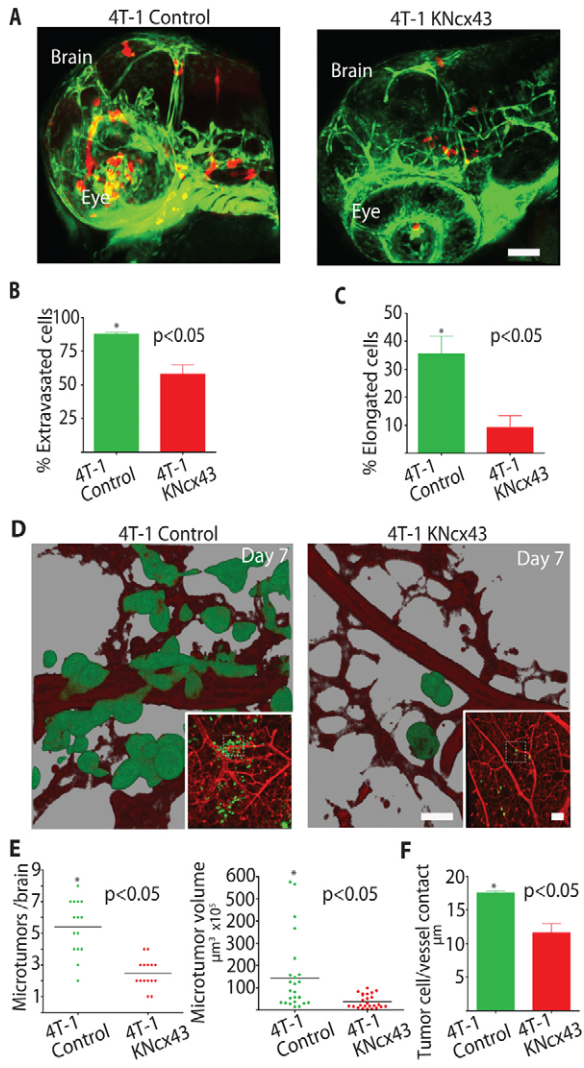 A
4T-1 Control
4T-1 KNcx43
Brain
Eye
Brain
Eye
B
% Extravasated cells
100
75
50
25
*
p<0.05
4T-1
Control
4T-1
KNcx43
C
% Elongated cells
50
40
30
20
10
*
p<0.05
4T-1
Control
4T-1
KNcx43
D
4T-1 Control
4T-1 KNcx43
Day 7
Day 7
E
Microtumors /brain
9
7
5
3
1
*
p<0.05
4T-1
Control
4T-1
KNcx43
Microtumor volume
µm³ x10⁵
600
500
400
300
200
100
*
p<0.05
4T-1
Control
4T-1
KNcx43
F
Tumor cell/vessel contact
µm
20
15
10
5
*
p<0.05
4T-1
Control
4T-1
KNcx43